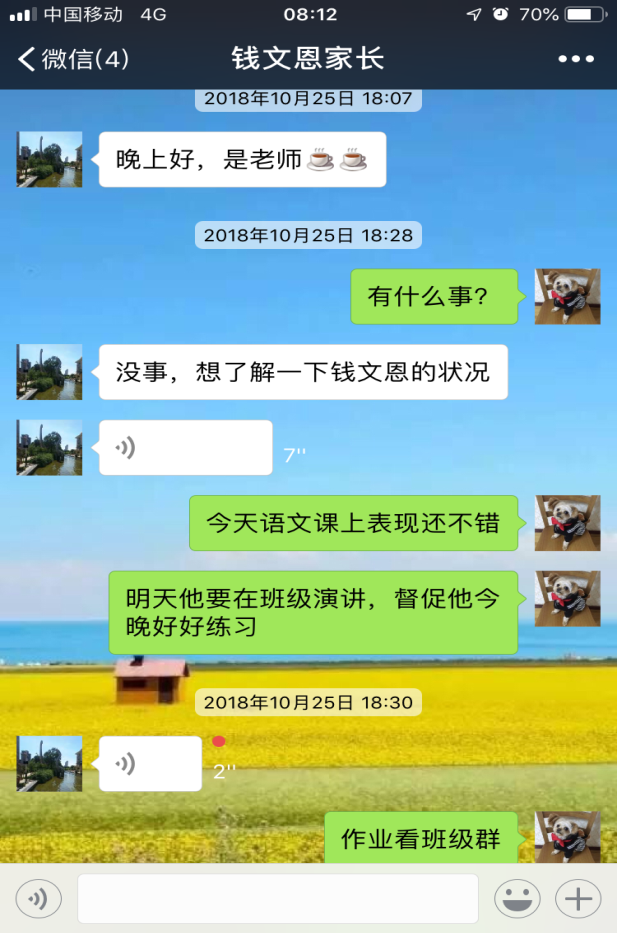 中国移动 4G 08:12 70%
微信(4) 钱文恩家长
2018年10月25日 18:07
晚上好，是老师
2018年10月25日 18:28
有什么事?
没事，想了解一下钱文恩的状况
7''
今天语文课上表现还不错
明天他要在班级演讲，督促他今
晚好好练习
2018年10月25日 18:30
2''
作业看班级群